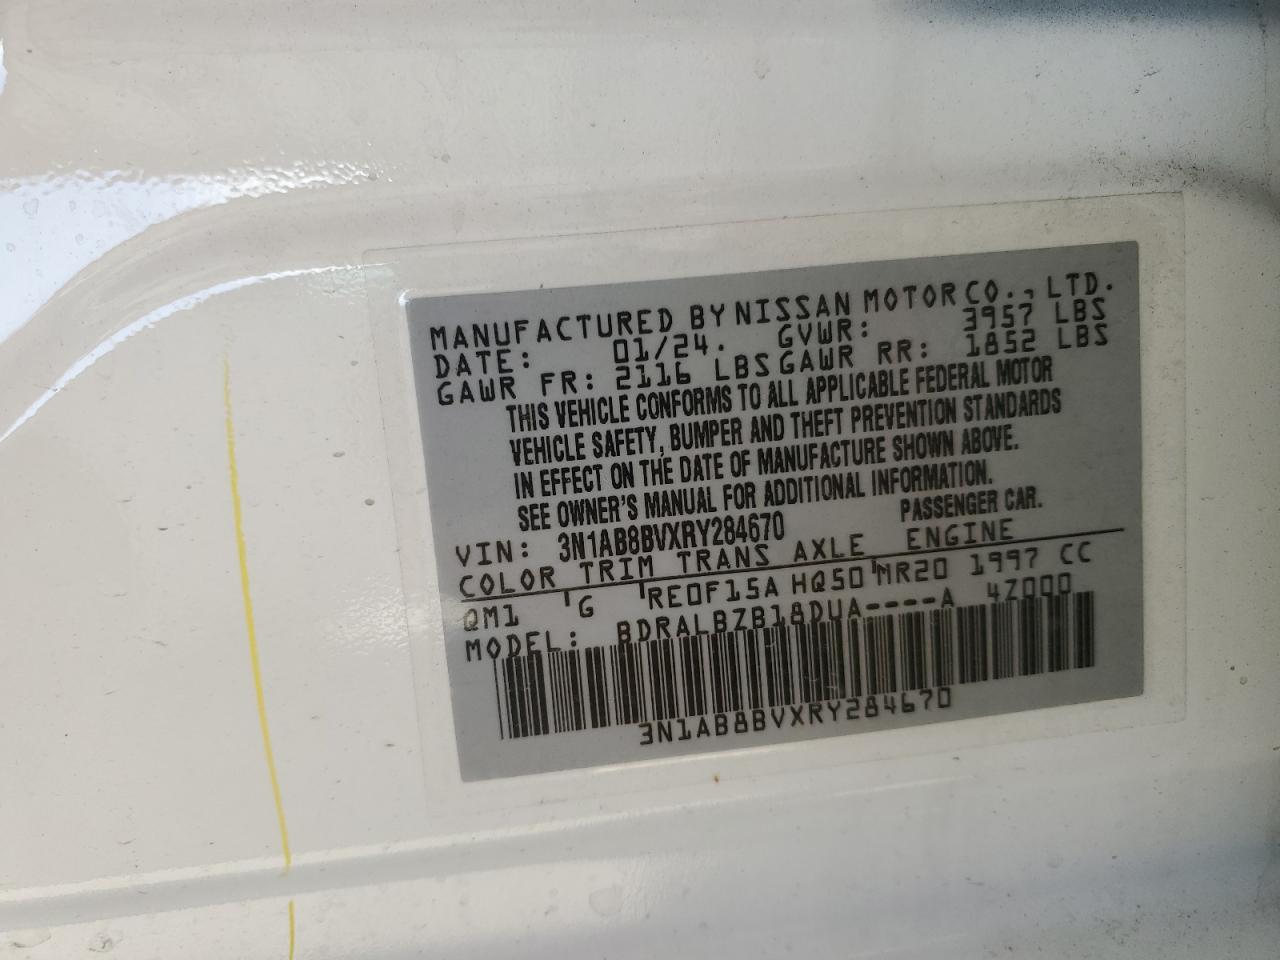 MANUFACTURED BY NISSAN MOTOR CO., LTD.
DATE: 01/24. GVWR: 3957 LBS
GAWR FR: 2116 LBS GAWR RR: 1852 LBS
THIS VEHICLE CONFORMS TO ALL APPLICABLE FEDERAL MOTOR
VEHICLE SAFETY, BUMPER AND THEFT PREVENTION STANDARDS
IN EFFECT ON THE DATE OF MANUFACTURE SHOWN ABOVE.
SEE OWNER'S MANUAL FOR ADDITIONAL INFORMATION.
VIN: 3N1AB8BVXRY284670 PASSENGER CAR.
COLOR TRIM TRANS AXLE ENGINE
QM1 G RE0F15A HQ50 MR20 1997 CC
MODEL: BDRALBZB18DUA----A 4Z000
3N1AB8BVXRY284670